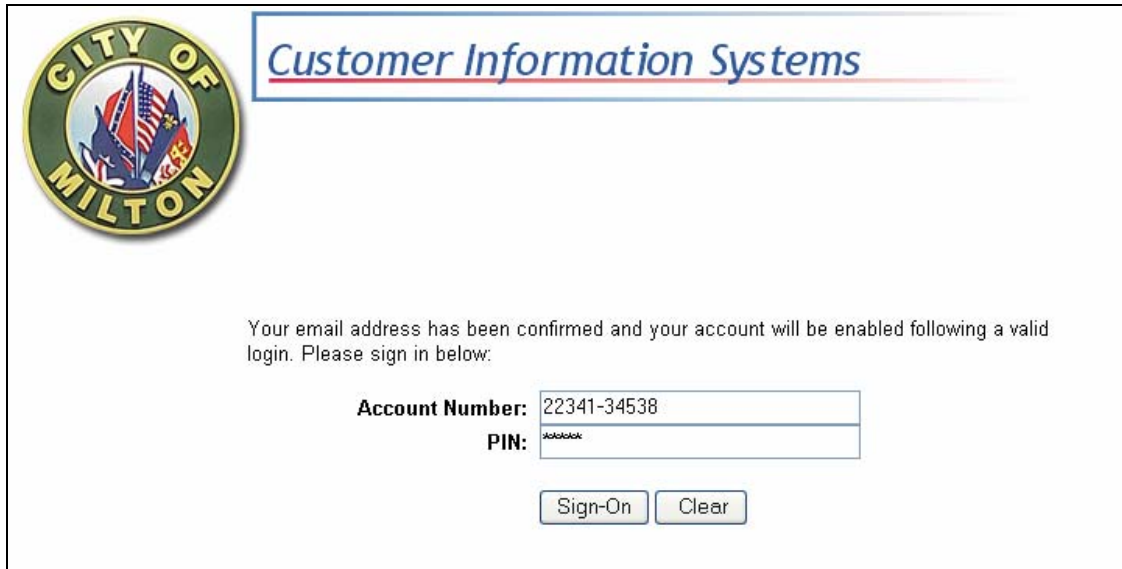 CITY OF
MILTON
Customer Information Systems
Your email address has been confirmed and your account will be enabled following a valid
login. Please sign in below:
Account Number: 22341-34538
PIN: *****
Sign-On Clear